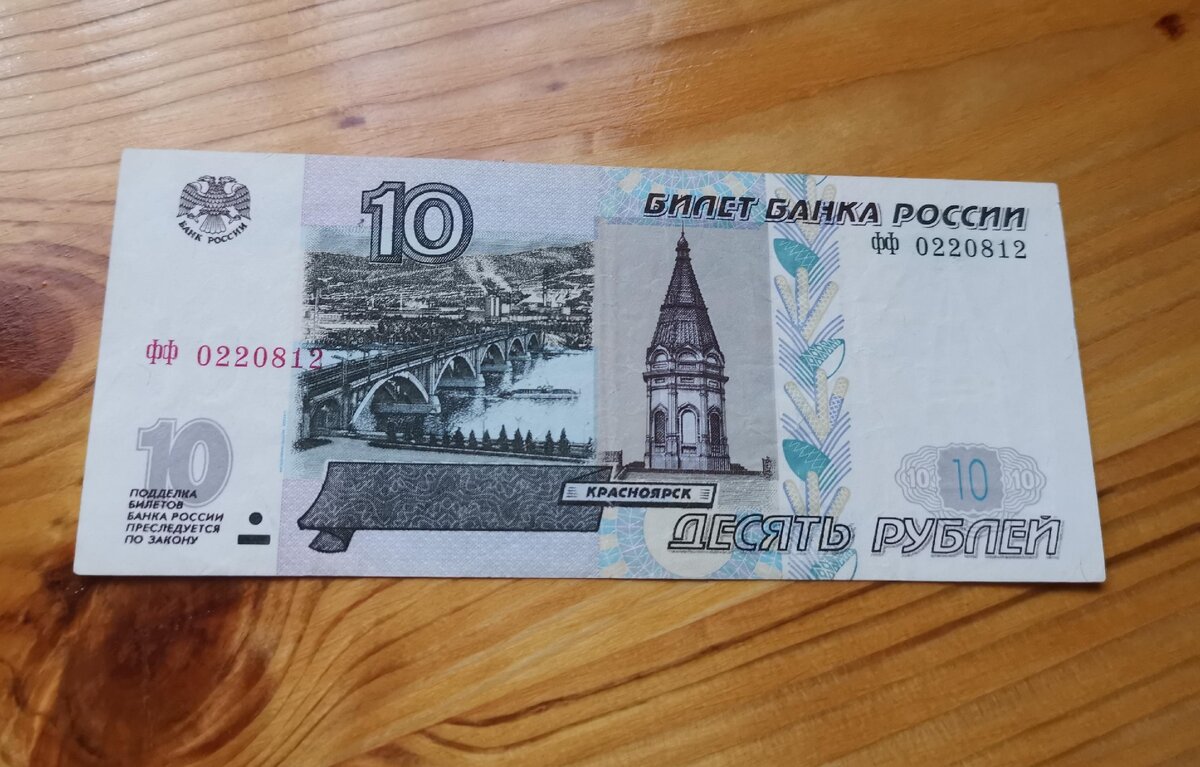 БАНК РОССИИ
10
БИЛЕТ БАНКА РОССИИ
фф 0220812
фф 0220812
10
ПОДДЕЛКА
БИЛЕТОВ
БАНКА РОССИИ
ПРЕСЛЕДУЕТСЯ
ПО ЗАКОНУ
КРАСНОЯРСК
10
ДЕСЯТЬ РУБЛЕЙ